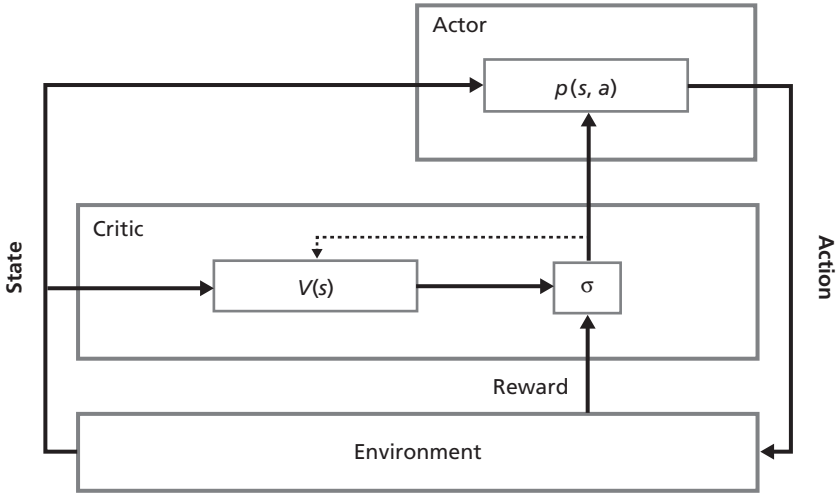 Actor
p(s, a)
Critic
State
V(s)
σ
Action
Reward
Environment